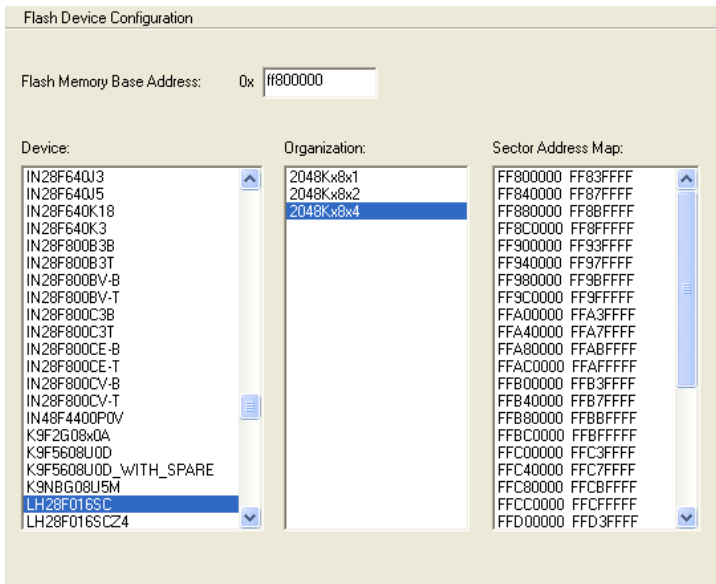 Flash Device Configuration
Flash Memory Base Address: 0x ff800000
Device:
IN28F640J3
IN28F640J5
IN28F640K18
IN28F640K3
IN28F800B3B
IN28F800B3T
IN28F800BV-B
IN28F800BV-T
IN28F800C3B
IN28F800C3T
IN28F800CE-B
IN28F800CE-T
IN28F800CV-B
IN28F800CV-T
IN48F4400P0V
K9F2G08x0A
K9F5608U0D
K9F5608U0D_WITH_SPARE
K9NBG08U5M
LH28F016SC
LH28F016SCZ4
Organization:
2048Kx8x1
2048Kx8x2
2048Kx8x4
Sector Address Map:
FF800000 FF83FFFF
FF840000 FF87FFFF
FF880000 FF8BFFFF
FF8C0000 FF8FFFFF
FF900000 FF93FFFF
FF940000 FF97FFFF
FF980000 FF9BFFFF
FF9C0000 FF9FFFFF
FFA00000 FFA3FFFF
FFA40000 FFA7FFFF
FFA80000 FFABFFFF
FFAC0000 FFAFFFFF
FFB00000 FFB3FFFF
FFB40000 FFB7FFFF
FFB80000 FFBBFFFF
FFBC0000 FFBFFFFF
FFC00000 FFC3FFFF
FFC40000 FFC7FFFF
FFC80000 FFCBFFFF
FFCC0000 FFCFFFFF
FFD00000 FFD3FFFF